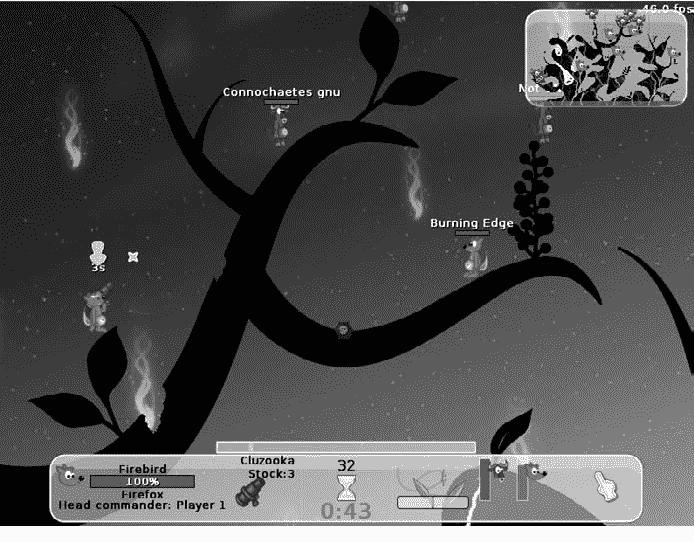 46.0 fps
Connochaetes gnu
Not
Burning Edge
3s
Firebird
100%
Firefox
Head commander: Player 1
Cluzooka
Stock:3
32
0:43